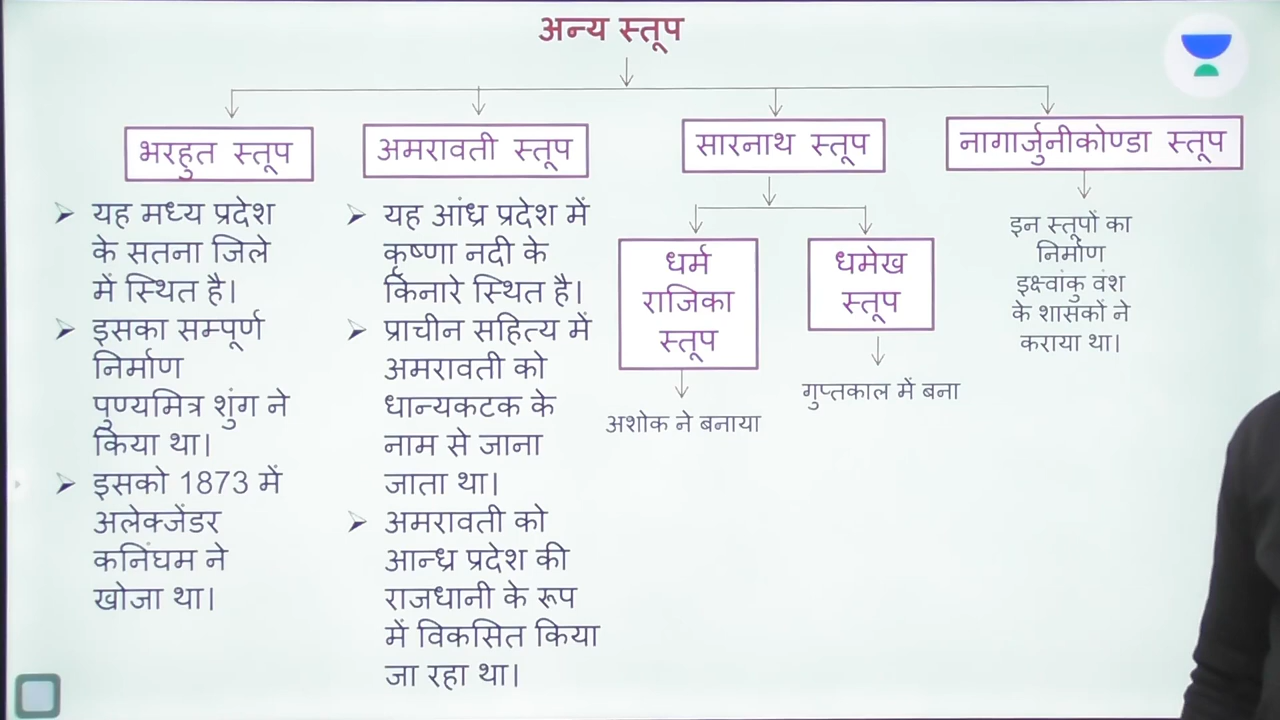 अन्य स्तूप
भरहुत स्तूप
यह मध्य प्रदेश
के सतना जिले
में स्थित है।
इसका सम्पूर्ण
निर्माण
पुण्यमित्र शुंग ने
किया था।
इसको 1873 में
अलेक्जेंडर
कनिंघम ने
खोजा था।
अमरावती स्तूप
यह आंध्र प्रदेश में
कृष्णा नदी के
किनारे स्थित है।
प्राचीन सहित्य में
अमरावती को
धान्यकटक के
नाम से जाना
जाता था।
अमरावती को
आन्ध्र प्रदेश की
राजधानी के रूप
में विकसित किया
जा रहा था।
सारनाथ स्तूप
धर्म
राजिका
स्तूप
अशोक ने बनाया
धमेख
स्तूप
गुप्तकाल में बना
नागार्जुनीकोण्डा स्तूप
इन स्तूपों का
निर्माण
इक्ष्वांकु वंश
के शासकों ने
कराया था।